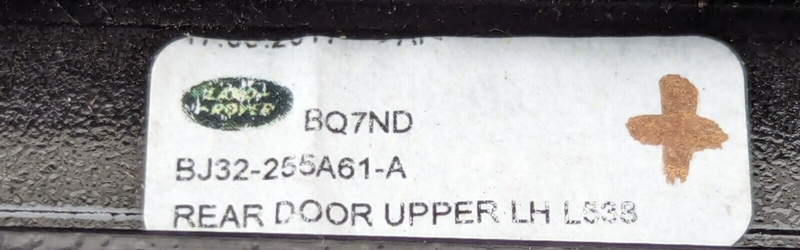 LAND
ROVER
BQ7ND
BJ32-255A61-A
REAR DOOR UPPER LH L538